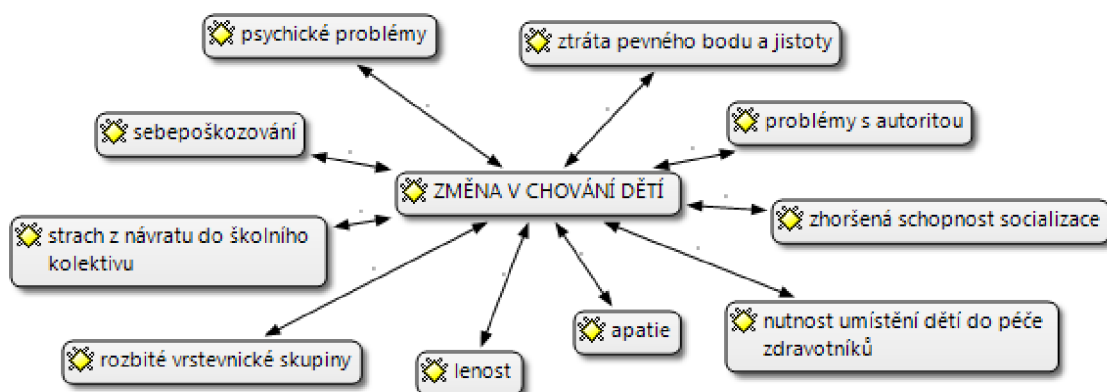 psychické problémy
ztráta pevného bodu a jistoty
sebepoškozování
problémy s autoritou
ZMĚNA V CHOVÁNÍ DĚTÍ
zhoršená schopnost socializace
strach z návratu do školního
kolektivu
nutnost umístění dětí do péče
zdravotníků
apatie
rozbité vrstevnické skupiny
lenost